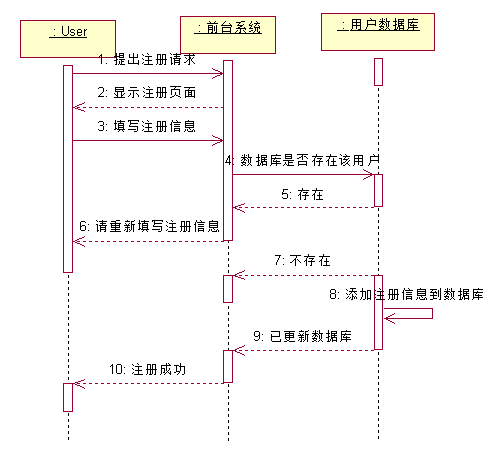 : User
: 前台系统
: 用户数据库
1: 提出注册请求
2: 显示注册页面
3: 填写注册信息
4: 数据库是否存在该用户
5: 存在
6: 请重新填写注册信息
7: 不存在
8: 添加注册信息到数据库
9: 已更新数据库
10: 注册成功